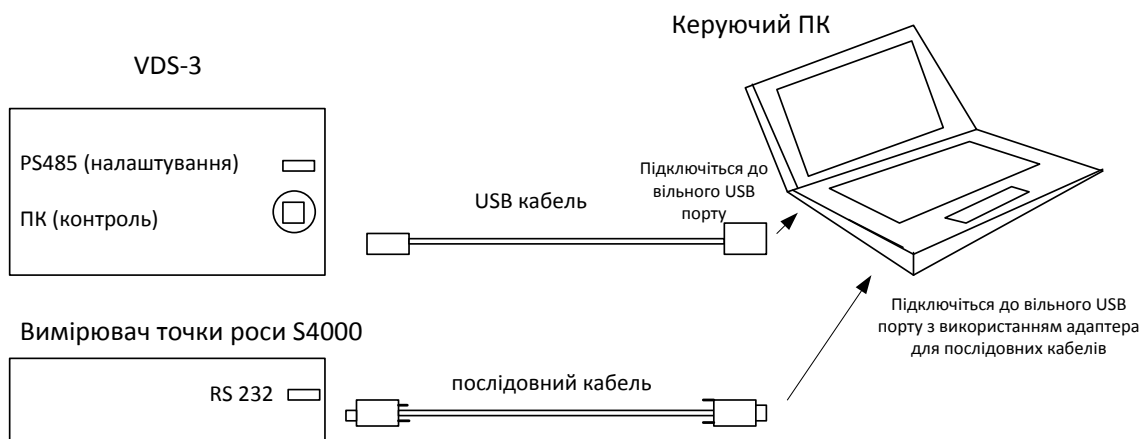 Керуючий ПК
VDS-3
PS485 (налаштування)
ПК (контроль)
USB кабель
Підключіться до
вільного USB
порту
Підключіться до вільного USB
порту з використанням адаптера
для послідовних кабелів
Вимірювач точки роси S4000
RS 232
послідовний кабель